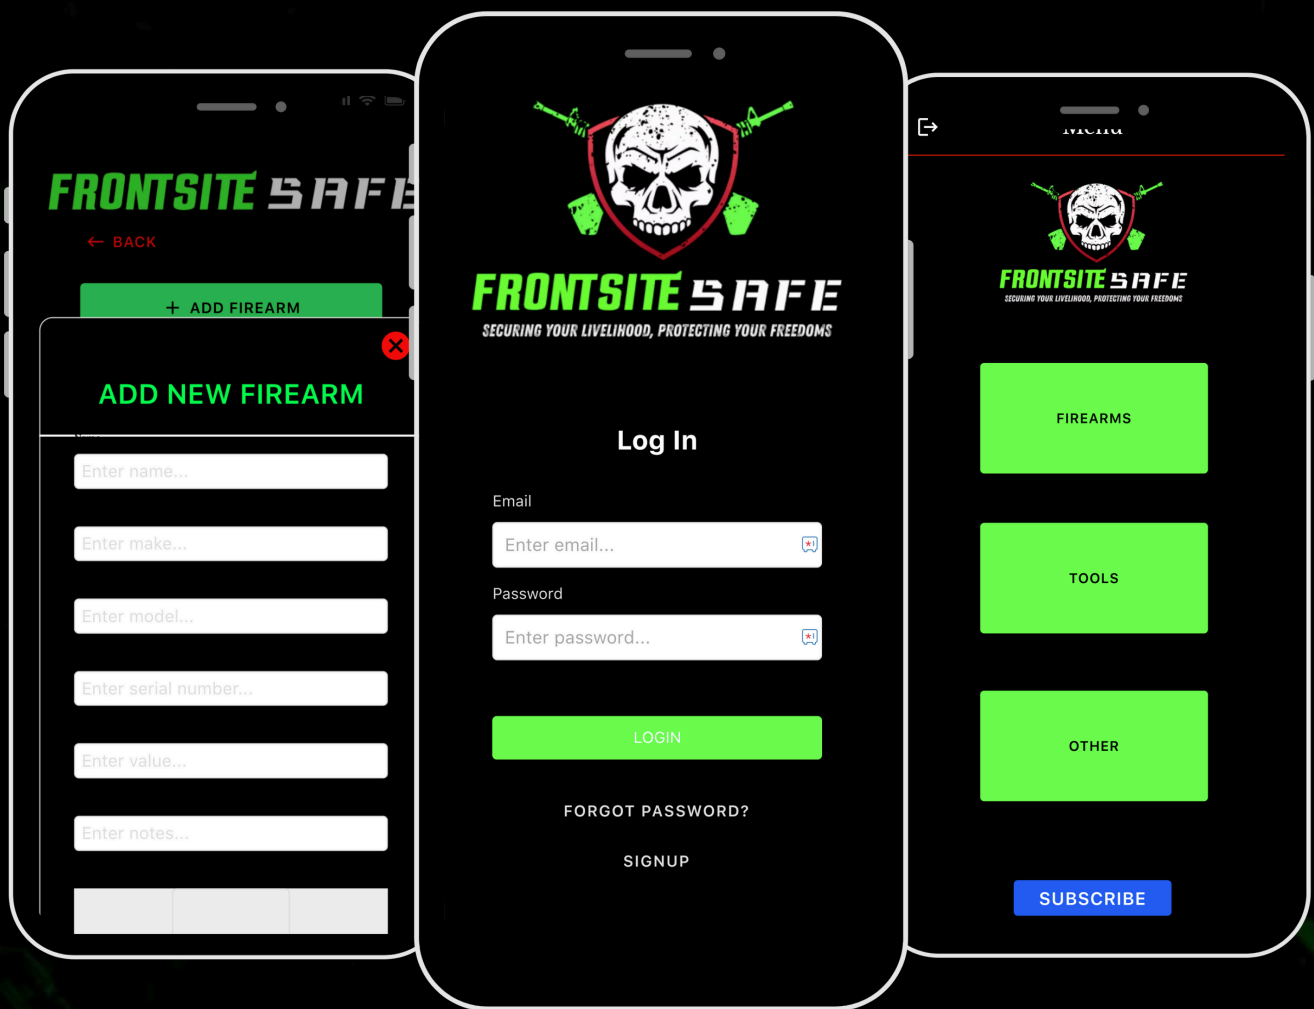 FRONTSITE SAFE
← BACK
+ ADD FIREARM
ADD NEW FIREARM
Enter name...
Enter make...
Enter model...
Enter serial number...
Enter value...
Enter notes...
FRONTSITE SAFE
SECURING YOUR LIVELIHOOD, PROTECTING YOUR FREEDOMS
Log In
Email
Enter email...
Password
Enter password...
LOGIN
FORGOT PASSWORD?
SIGNUP
Menu
FRONTSITE SAFE
SECURING YOUR LIVELIHOOD, PROTECTING YOUR FREEDOMS
FIREARMS
TOOLS
OTHER
SUBSCRIBE